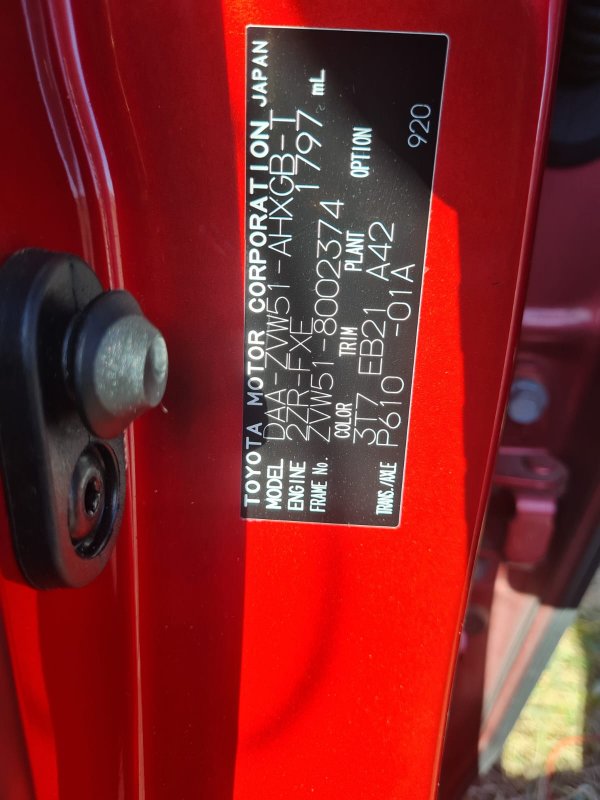 TOYOTA MOTOR CORPORATION JAPAN
MODEL DAA-ZVW51-AHXGB-T
ENGINE 2ZR-FXE 1797 mL
FRAME No. ZVW51-8002374
COLOR TRIM PLANT OPTION
3T7 EB21 A42
TRANS./AXLE P610 -01A 920